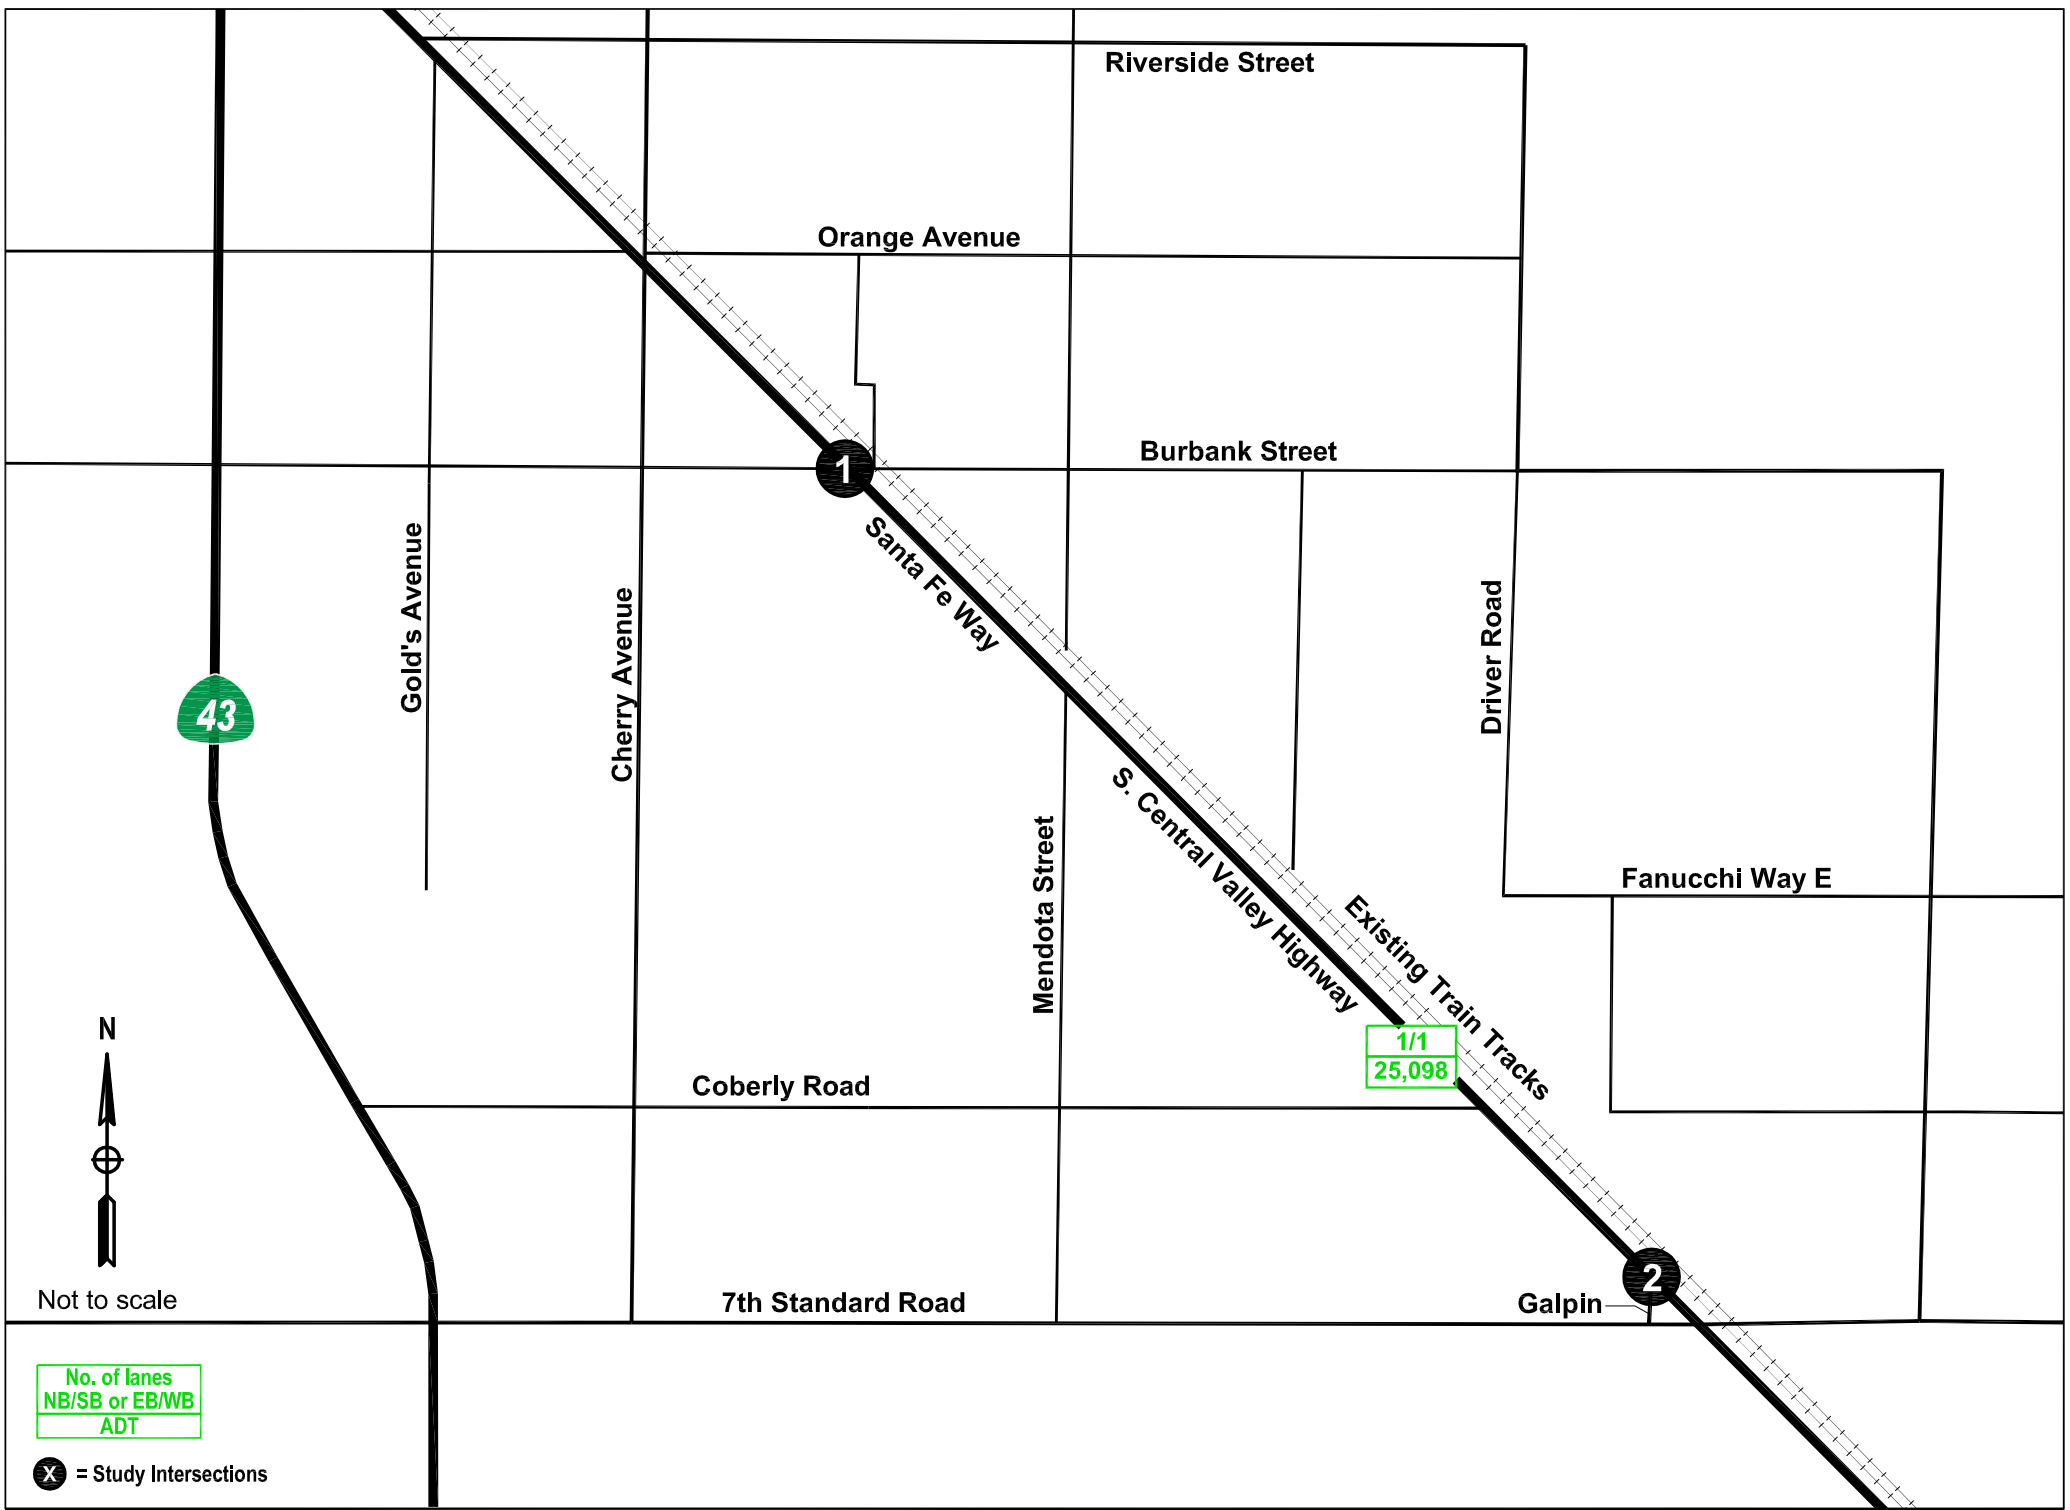 Riverside Street
Orange Avenue
Burbank Street
1
Santa Fe Way
Gold's Avenue
Cherry Avenue
Driver Road
43
S. Central Valley Highway
Mendota Street
Fanucchi Way E
Existing Train Tracks
N
1/1
25,098
Coberly Road
2
Not to scale
7th Standard Road
Galpin
No. of lanes
NB/SB or EB/WB
ADT
X = Study Intersections